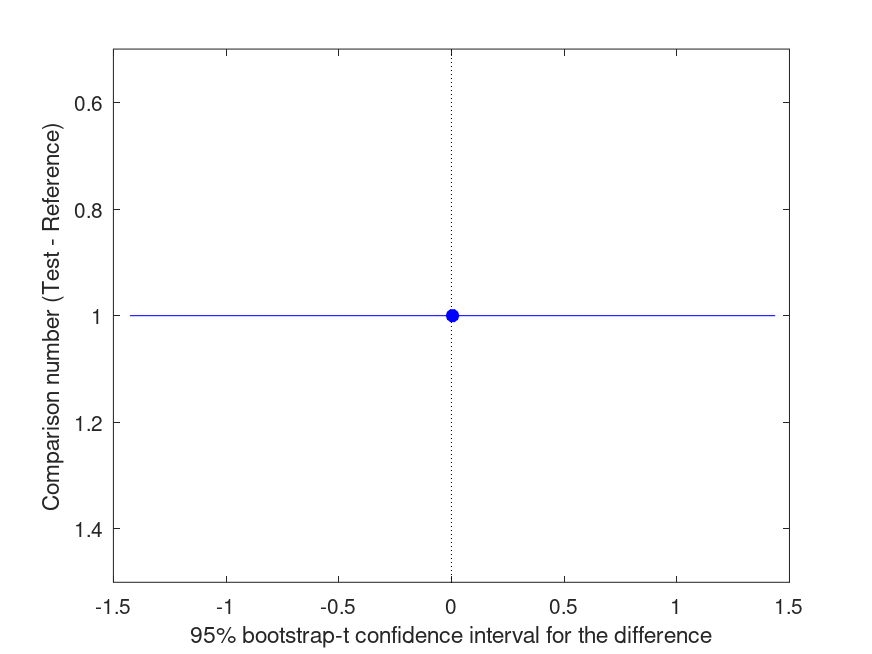 Comparison number (Test - Reference)
0.6
0.8
1
1.2
1.4
-1.5 -1 -0.5 0 0.5 1 1.5
95% bootstrap-t confidence interval for the difference